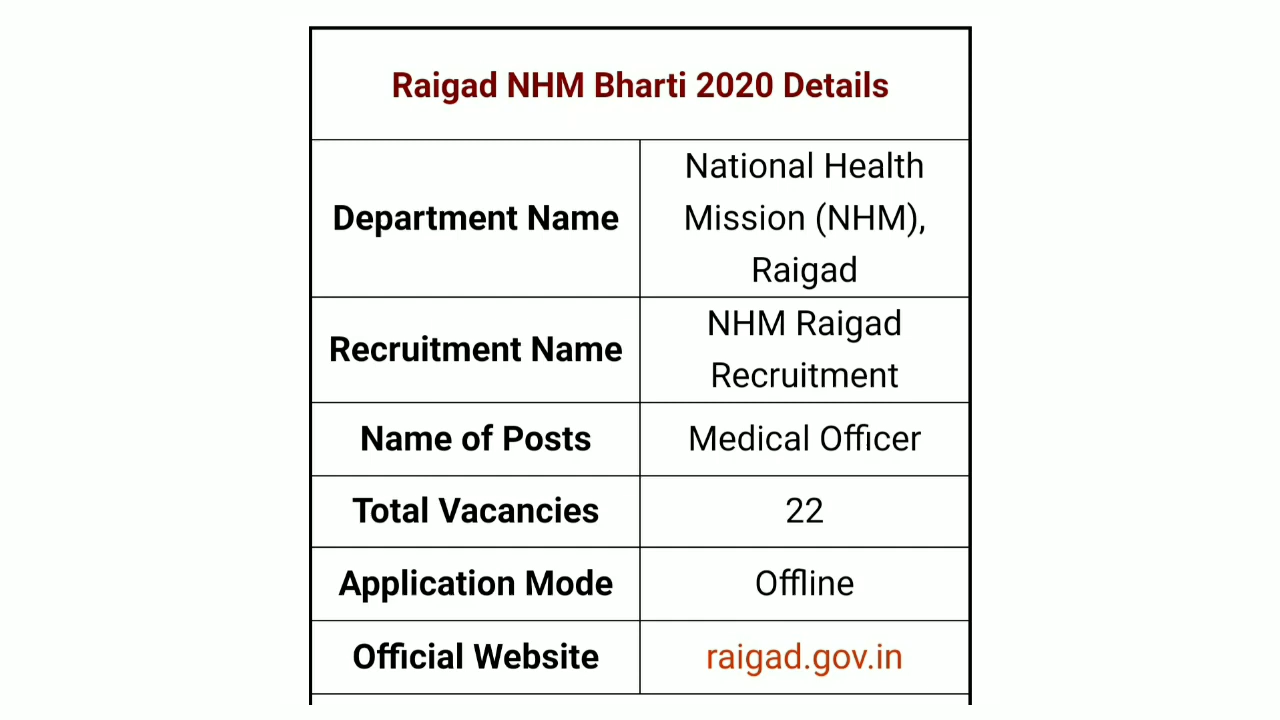 Raigad NHM Bharti 2020 Details
Department Name
National Health
Mission (NHM),
Raigad
Recruitment Name
NHM Raigad
Recruitment
Name of Posts
Medical Officer
Total Vacancies
22
Application Mode
Offline
Official Website
raigad.gov.in